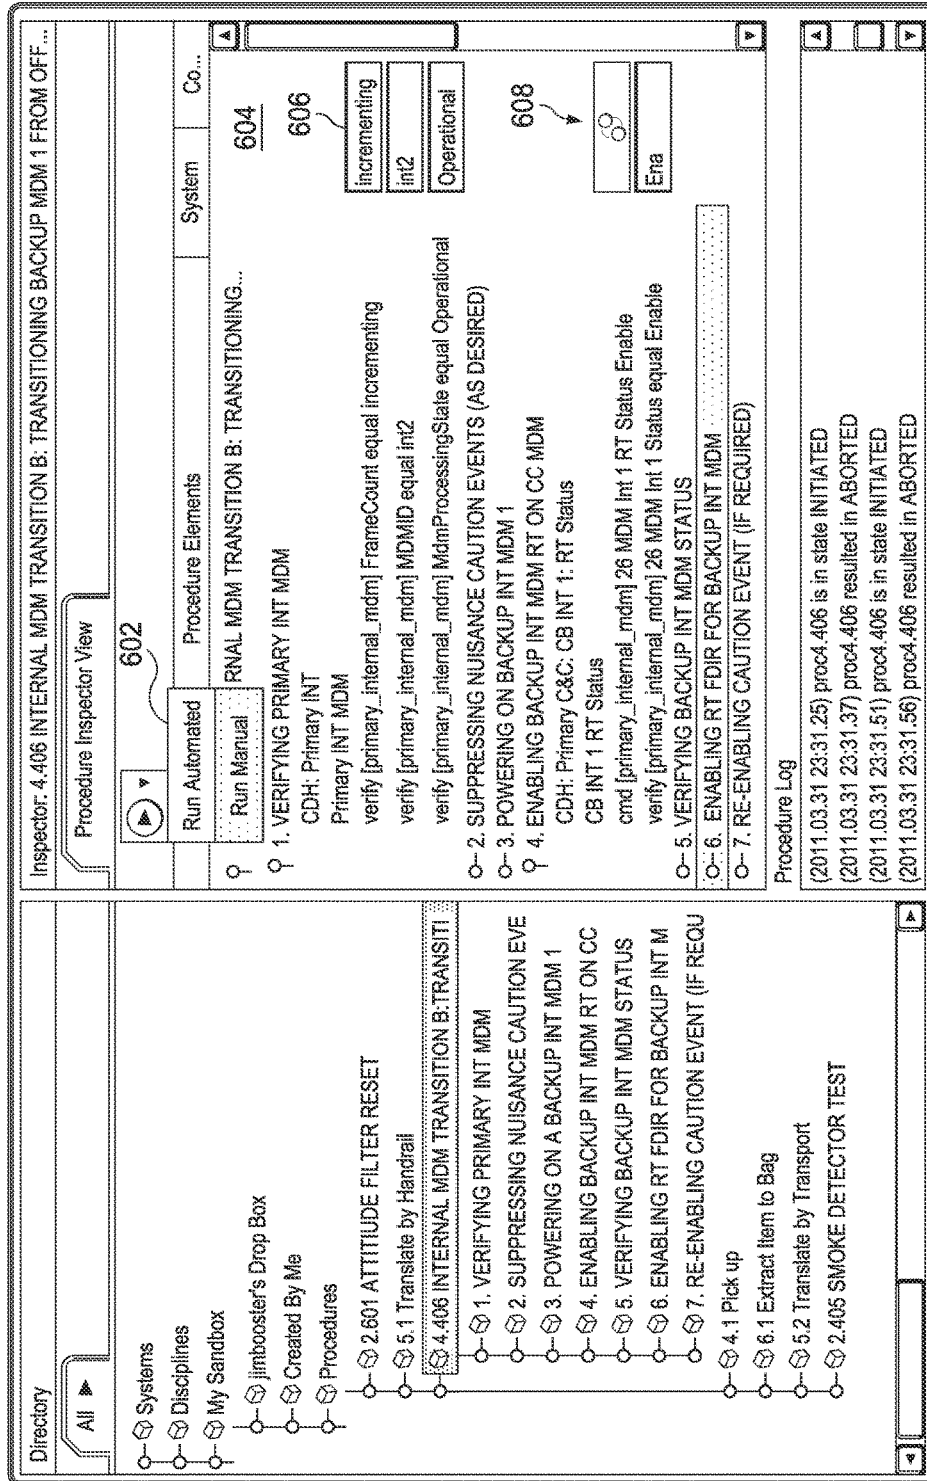 Directory
All
Systems
Disciplines
My Sandbox
jimbooster's Drop Box
Created By Me
Procedures
2.601 ATTITUDE FILTER RESET
5.1 Translate by Handrail
4.406 INTERNAL MDM TRANSITION B:TRANSITI
1. VERIFYING PRIMARY INT MDM
2. SUPPRESSING NUISANCE CAUTION EVE
3. POWERING ON A BACKUP INT MDM 1
4. ENABLING BACKUP INT MDM RT ON CC
5. VERIFYING BACKUP INT MDM STATUS
6. ENABLING RT FDIR FOR BACKUP INT M
7. RE-ENABLING CAUTION EVENT (IF REQU
4.1 Pick up
6.1 Extract Item to Bag
5.2 Translate by Transport
2.405 SMOKE DETECTOR TEST
Inspector: 4.406 INTERNAL MDM TRANSITION B: TRANSITIONING BACKUP MDM 1 FROM OFF...
Procedure Inspector View
602
Run Automated
Run Manual
Procedure Elements
System
Co...
RNAL MDM TRANSITION B: TRANSITIONING...
604
1. VERIFYING PRIMARY INT MDM
CDH: Primary INT
Primary INT MDM
606
verify [primary_internal_mdm] FrameCount equal incrementing
incrementing
verify [primary_internal_mdm] MDMID equal int2
int2
verify [primary_internal_mdm] MdmProcessingState equal Operational
Operational
2. SUPPRESSING NUISANCE CAUTION EVENTS (AS DESIRED)
3. POWERING ON BACKUP INT MDM 1
4. ENABLING BACKUP INT MDM RT ON CC MDM
608
CDH: Primary C&C: CB INT 1: RT Status
CB INT 1 RT Status
cmd [primary_internal_mdm] 26 MDM Int 1 RT Status Enable
verify [primary_internal_mdm] 26 MDM Int 1 Status equal Enable
Ena
5. VERIFYING BACKUP INT MDM STATUS
6. ENABLING RT FDIR FOR BACKUP INT MDM
7. RE-ENABLING CAUTION EVENT (IF REQUIRED)
Procedure Log
(2011.03.31 23:31.25) proc4.406 is in state INITIATED
(2011.03.31 23:31.37) proc4.406 resulted in ABORTED
(2011.03.31 23:31.51) proc4.406 is in state INITIATED
(2011.03.31 23:31.56) proc4.406 resulted in ABORTED